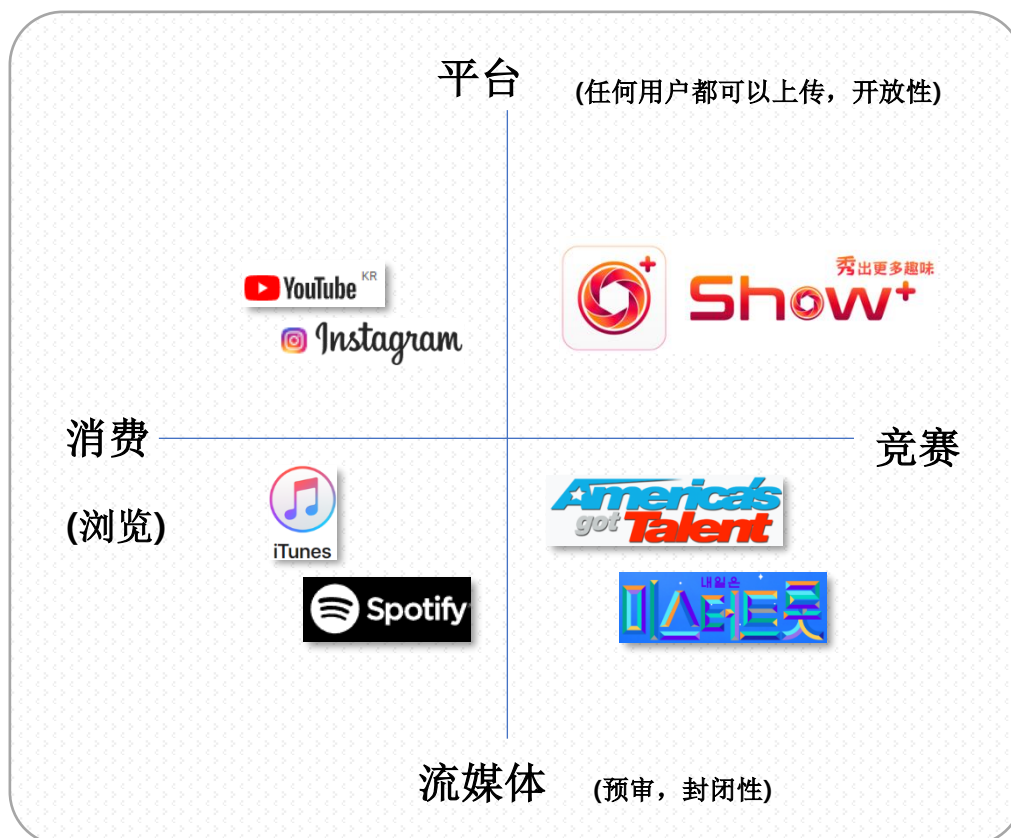 平台
(任何用户都可以上传，开放性)
YouTube KR
Instagram
秀出更多趣味
Show+
消费
竞赛
(浏览)
iTunes
America's
got Talent
Spotify
내일은
미스터트롯
流媒体
(预审，封闭性)